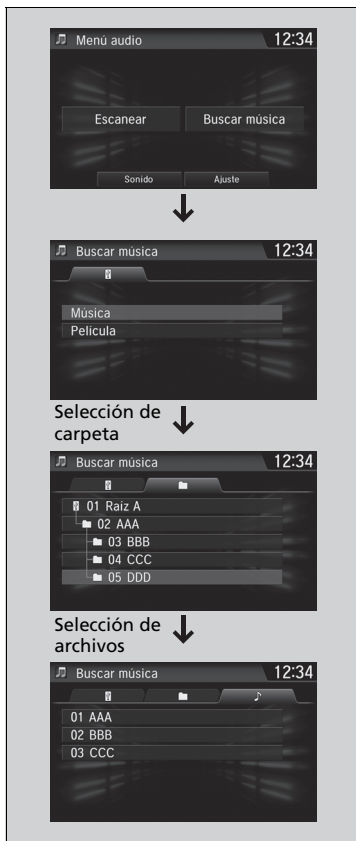 Menú audio 12:34
Escanear Buscar música
Sonido Ajuste
Buscar música 12:34
Música
Película
Selección de
carpeta
Buscar música 12:34
01 Raiz A
02 AAA
03 BBB
04 CCC
05 DDD
Selección de
archivos
Buscar música 12:34
01 AAA
02 BBB
03 CCC